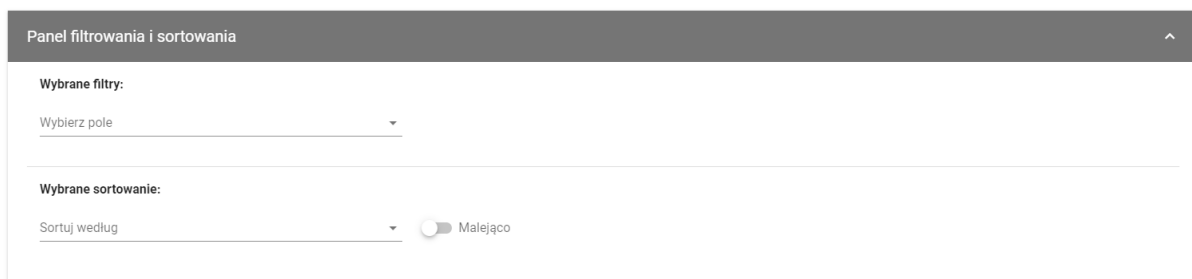 Panel filtrowania i sortowania
Wybrane filtry:
Wybierz pole
Wybrane sortowanie:
Sortuj według
Malejąco